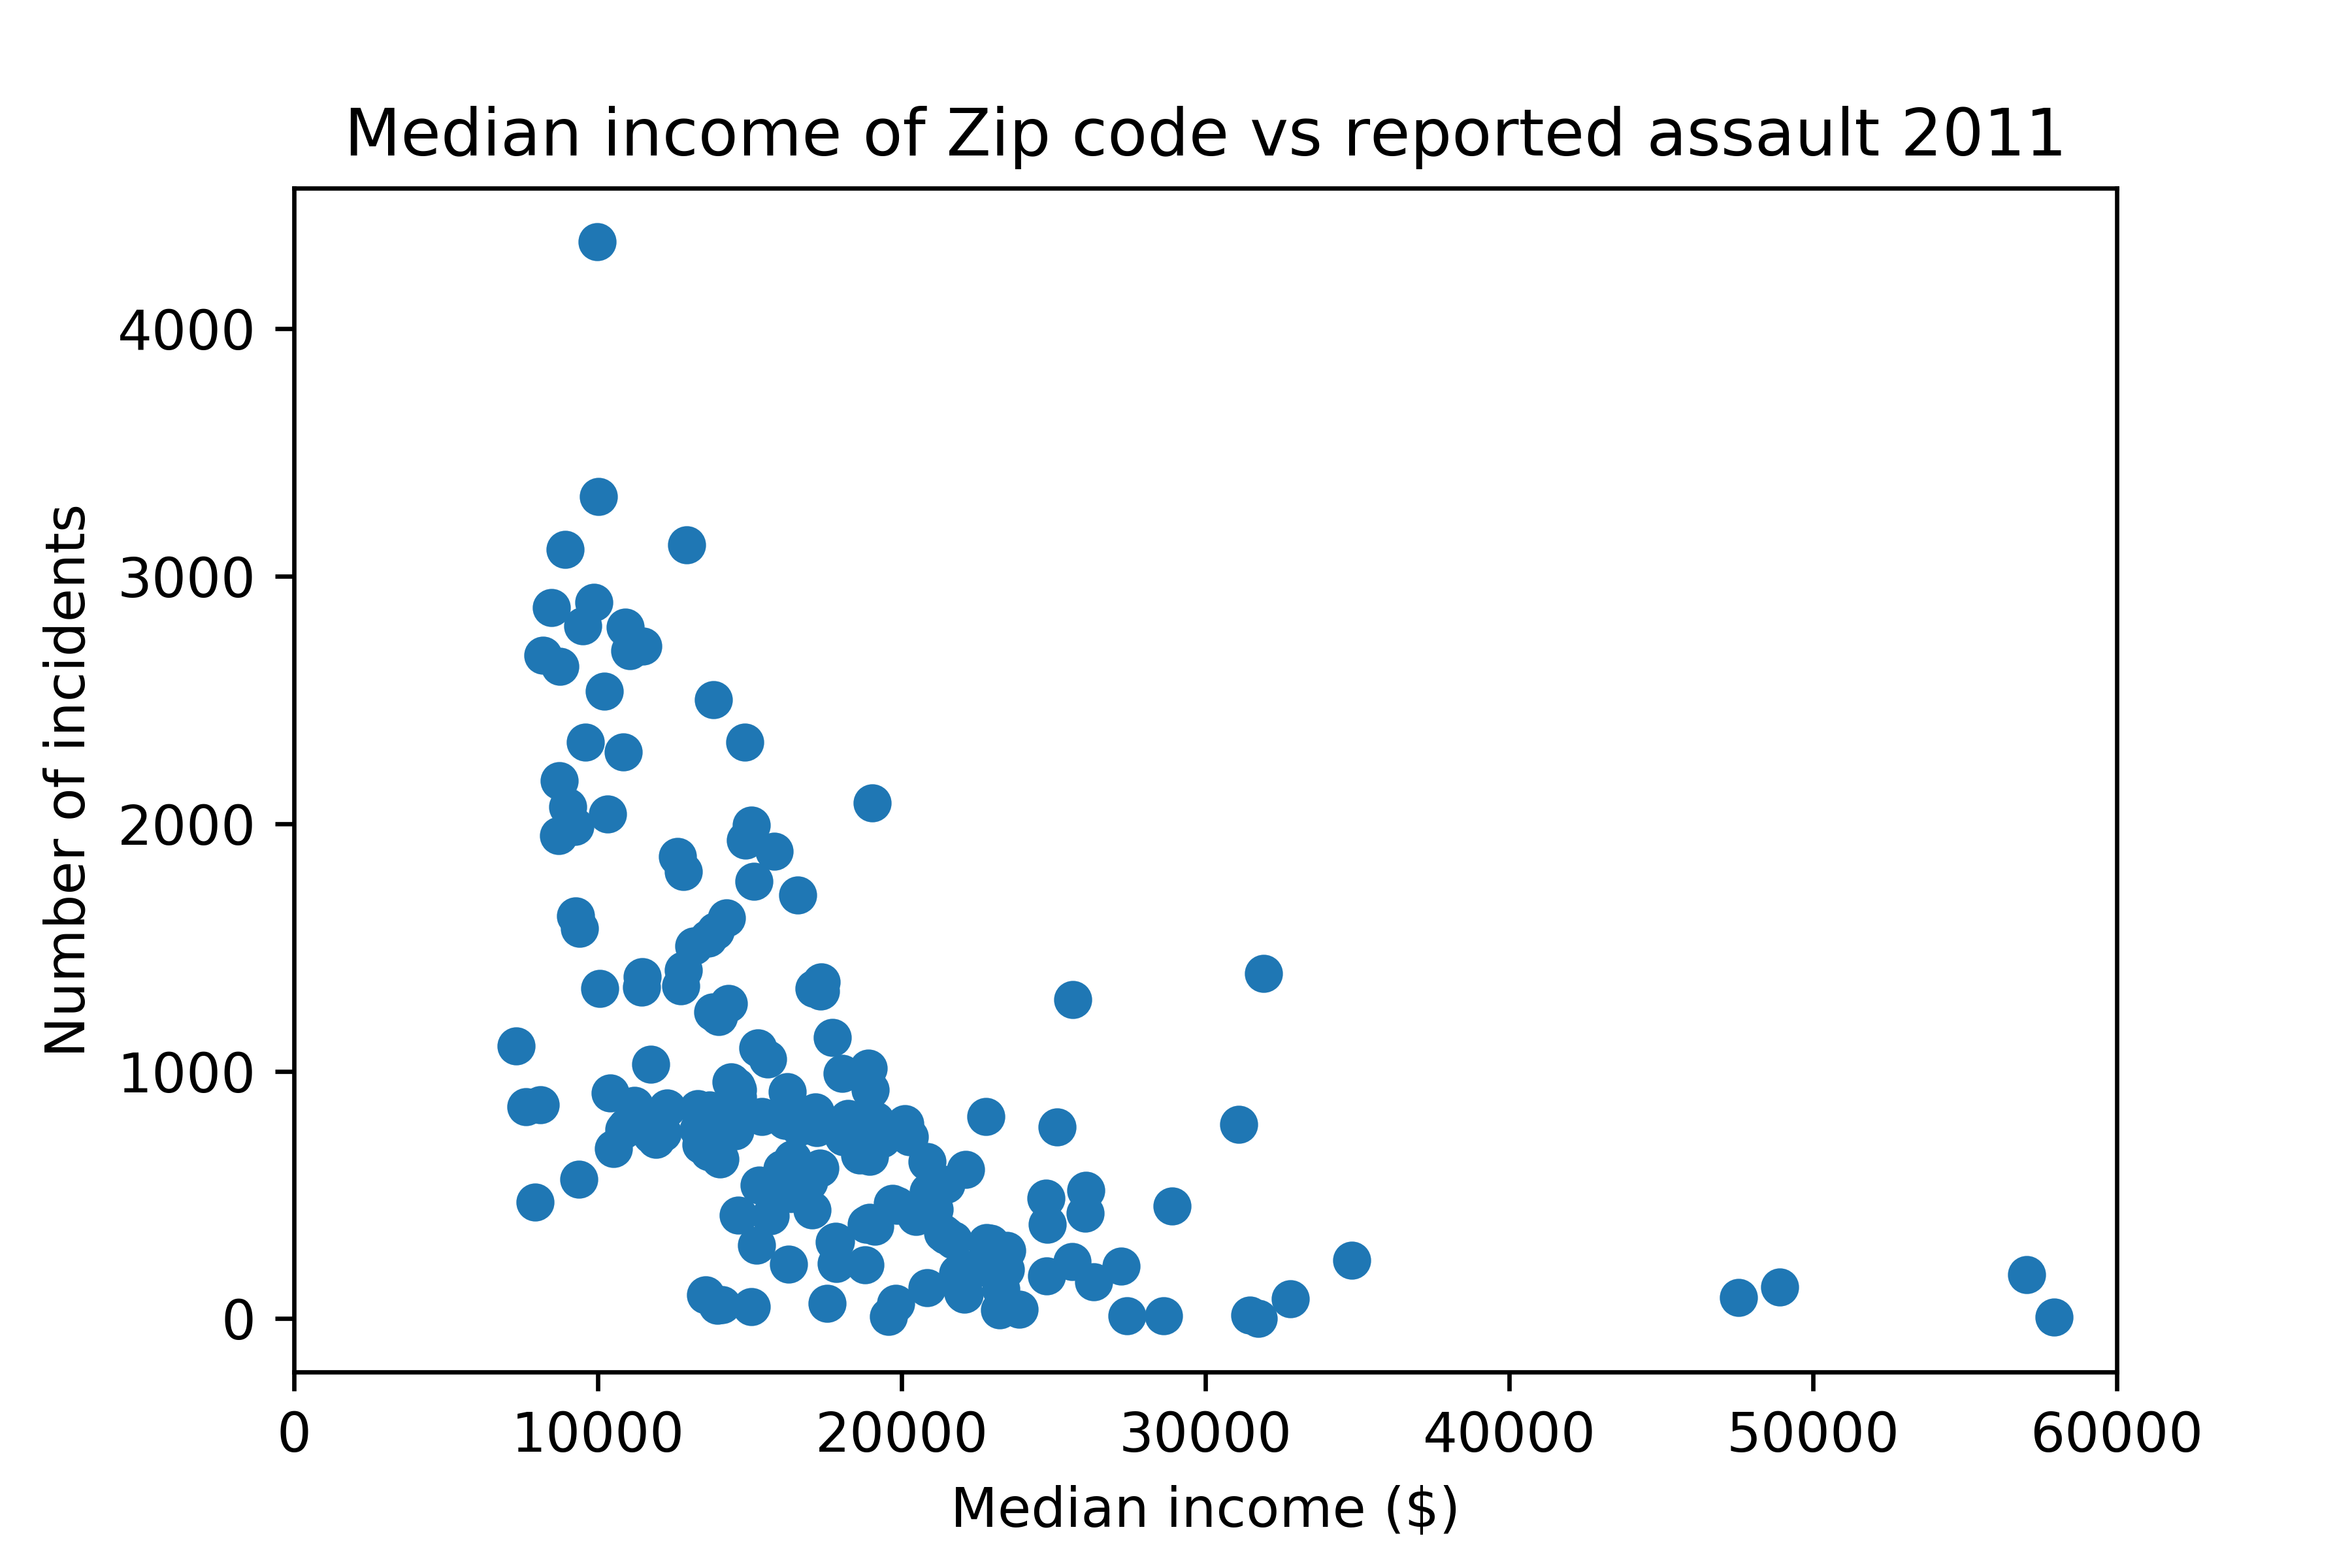 Median income of Zip code vs reported assault 2011
Number of incidents
4000
3000
2000
1000
0
0 10000 20000 30000 40000 50000 60000
Median income ($)